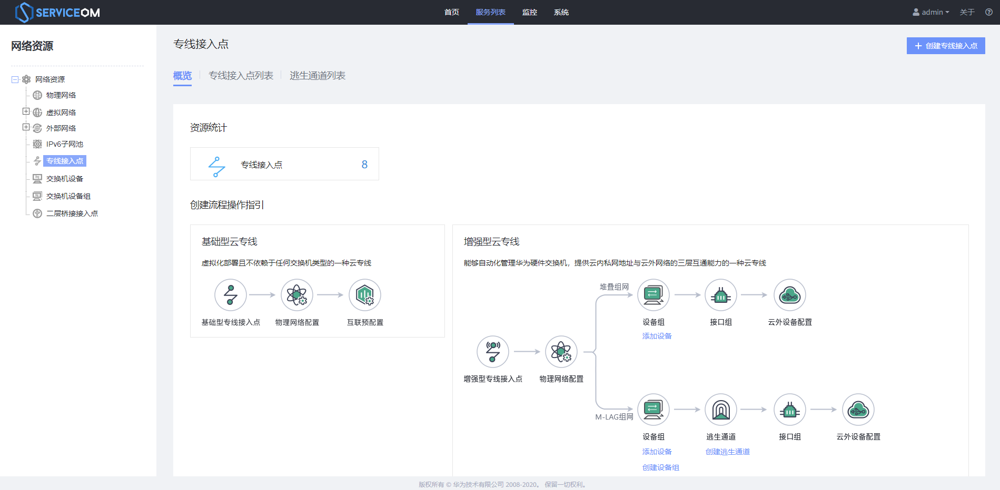 SERVICEOM
首页
服务列表
监控
系统
admin
关于
网络资源
网络资源
物理网络
虚拟网络
外部网络
IPv6子网池
专线接入点
交换机设备
交换机设备组
二层桥接接入点
专线接入点
创建专线接入点
概览
专线接入点列表
逃生通道列表
资源统计
专线接入点 8
创建流程操作指引
基础型云专线
虚拟化部署且不依赖于任何交换机类型的一种云专线
基础型专线接入点
物理网络配置
互联预配置
增强型云专线
能够自动化管理华为硬件交换机，提供云内私网地址与云外网络的三层互通能力的一种云专线
堆叠组网
设备组
接口组
云外设备配置
添加设备
增强型专线接入点
物理网络配置
M-LAG组网
设备组
逃生通道
接口组
云外设备配置
添加设备
创建逃生通道
创建设备组
版权所有 © 华为技术有限公司 2008-2020。 保留一切权利。